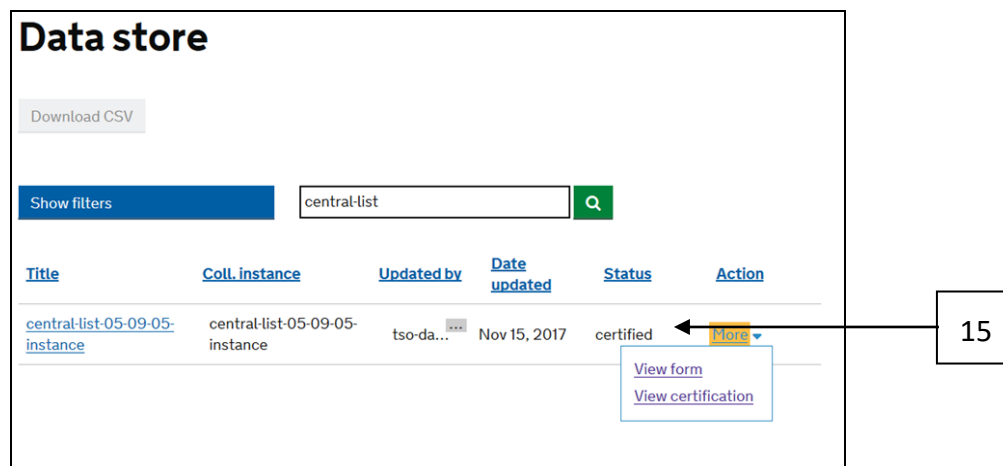 Data store
Download CSV
Show filters
central-list
Title Coll. instance Updated by Date updated Status Action
central-list-05-09-05-instance central-list-05-09-05-instance tso-da... ... Nov 15, 2017 certified More
View form
View certification
15